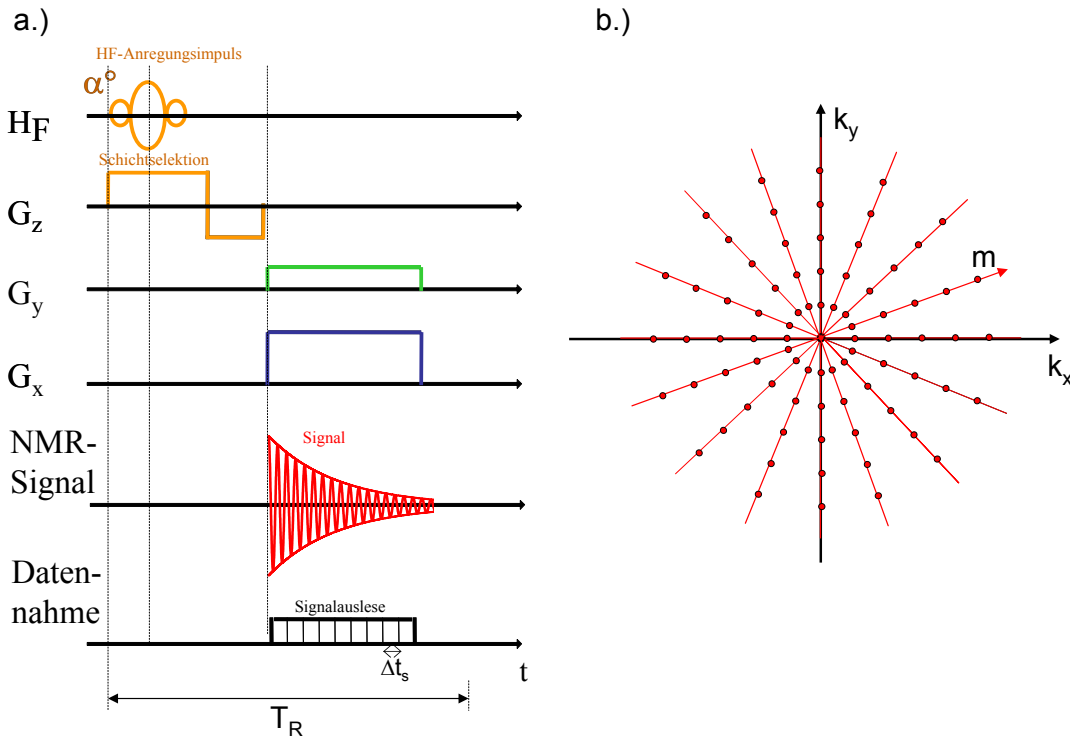 a.)
HF-Anregungsimpuls
α°
HF
Schichtselektion
Gz
Gy
Gx
NMR-
Signal
Signal
Daten-
nahme
Signalauslese
Δts
t
TR
b.)
ky
m
kx